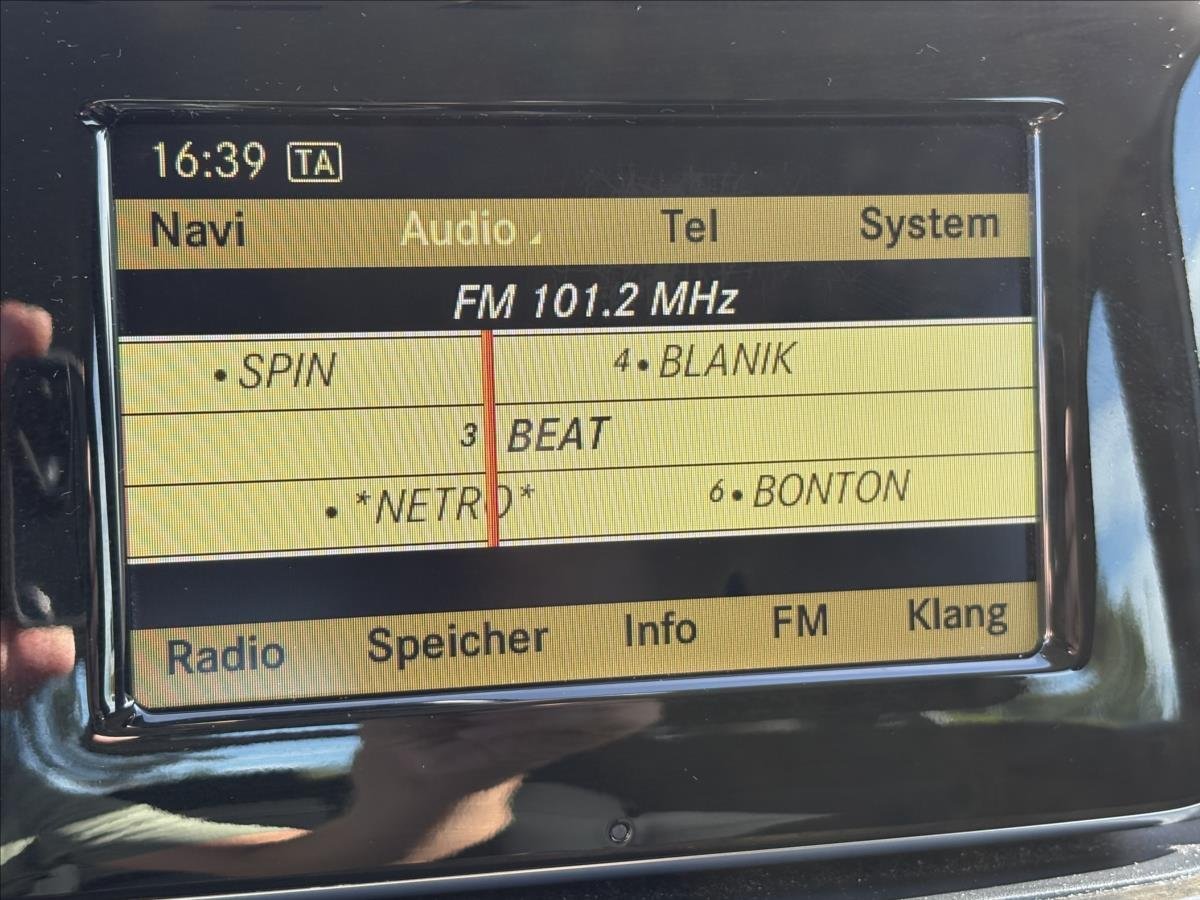 16:39 TA
Navi Audio Tel System
FM 101.2 MHz
• SPIN 4 • BLANIK
3 BEAT
• *NETRO* 6 • BONTON
Radio Speicher Info FM Klang